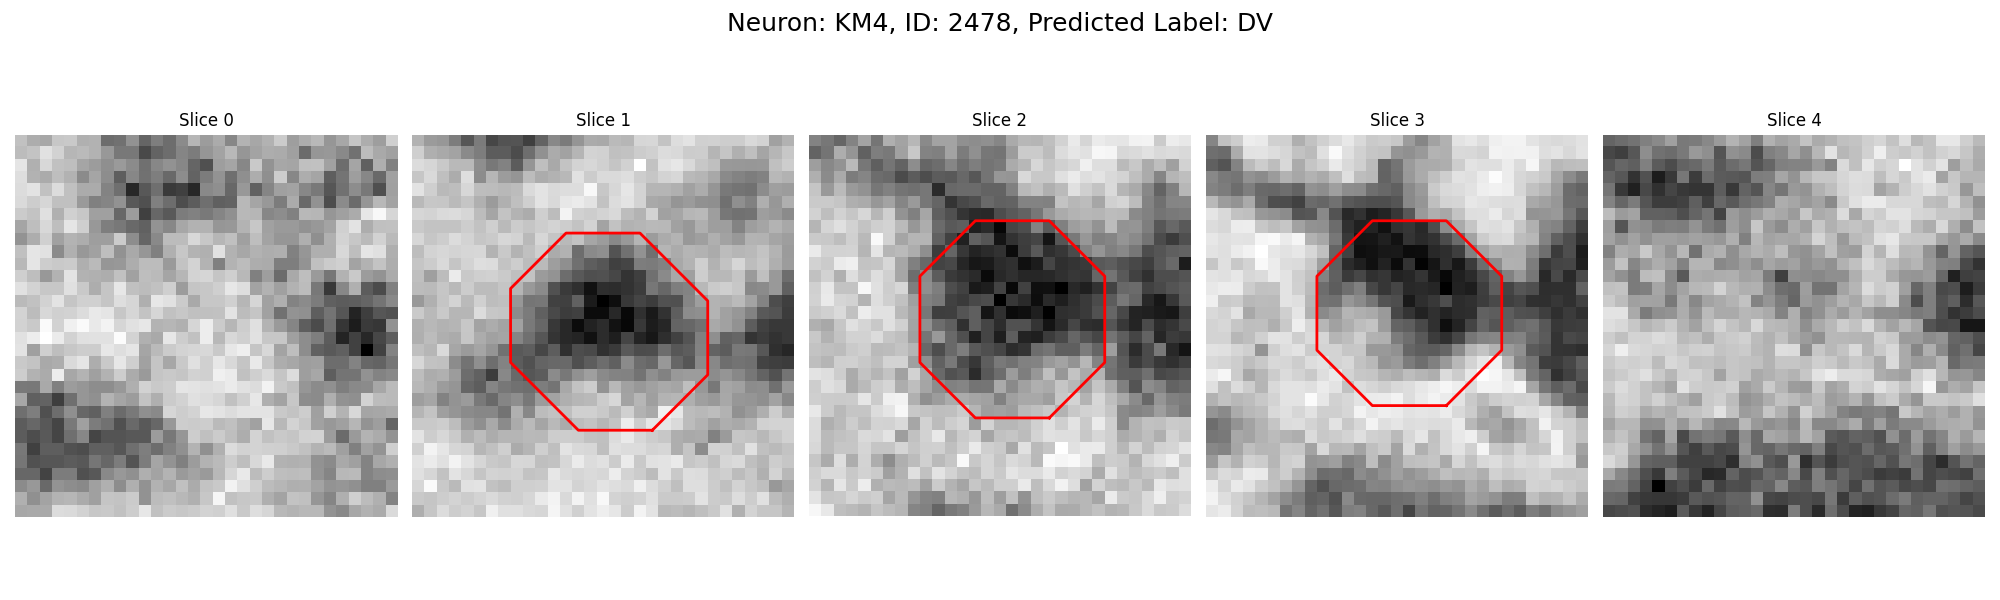 Neuron: KM4, ID: 2478, Predicted Label: DV
Slice 0
Slice 1
Slice 2
Slice 3
Slice 4